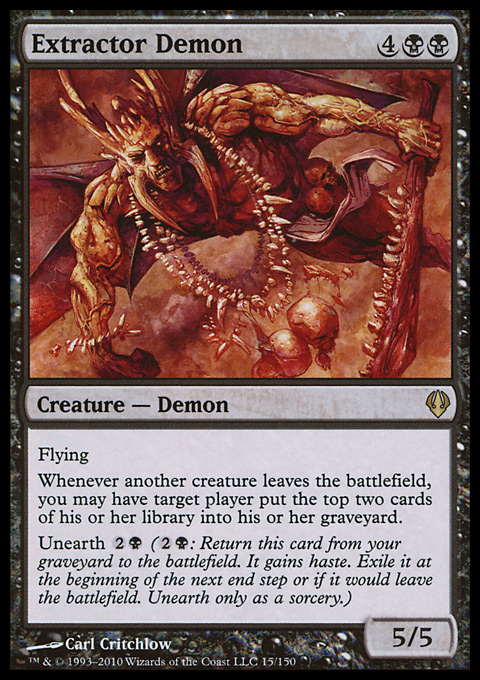 Extractor Demon 4
Creature — Demon
Flying
Whenever another creature leaves the battlefield,
you may have target player put the top two cards
of his or her library into his or her graveyard.
Unearth 2 ( 2 : Return this card from your
graveyard to the battlefield. It gains haste. Exile it at
the beginning of the next end step or if it would leave
the battlefield. Unearth only as a sorcery.)
5/5
Carl Critchlow
™ & © 1993–2010 Wizards of the Coast LLC 15/150